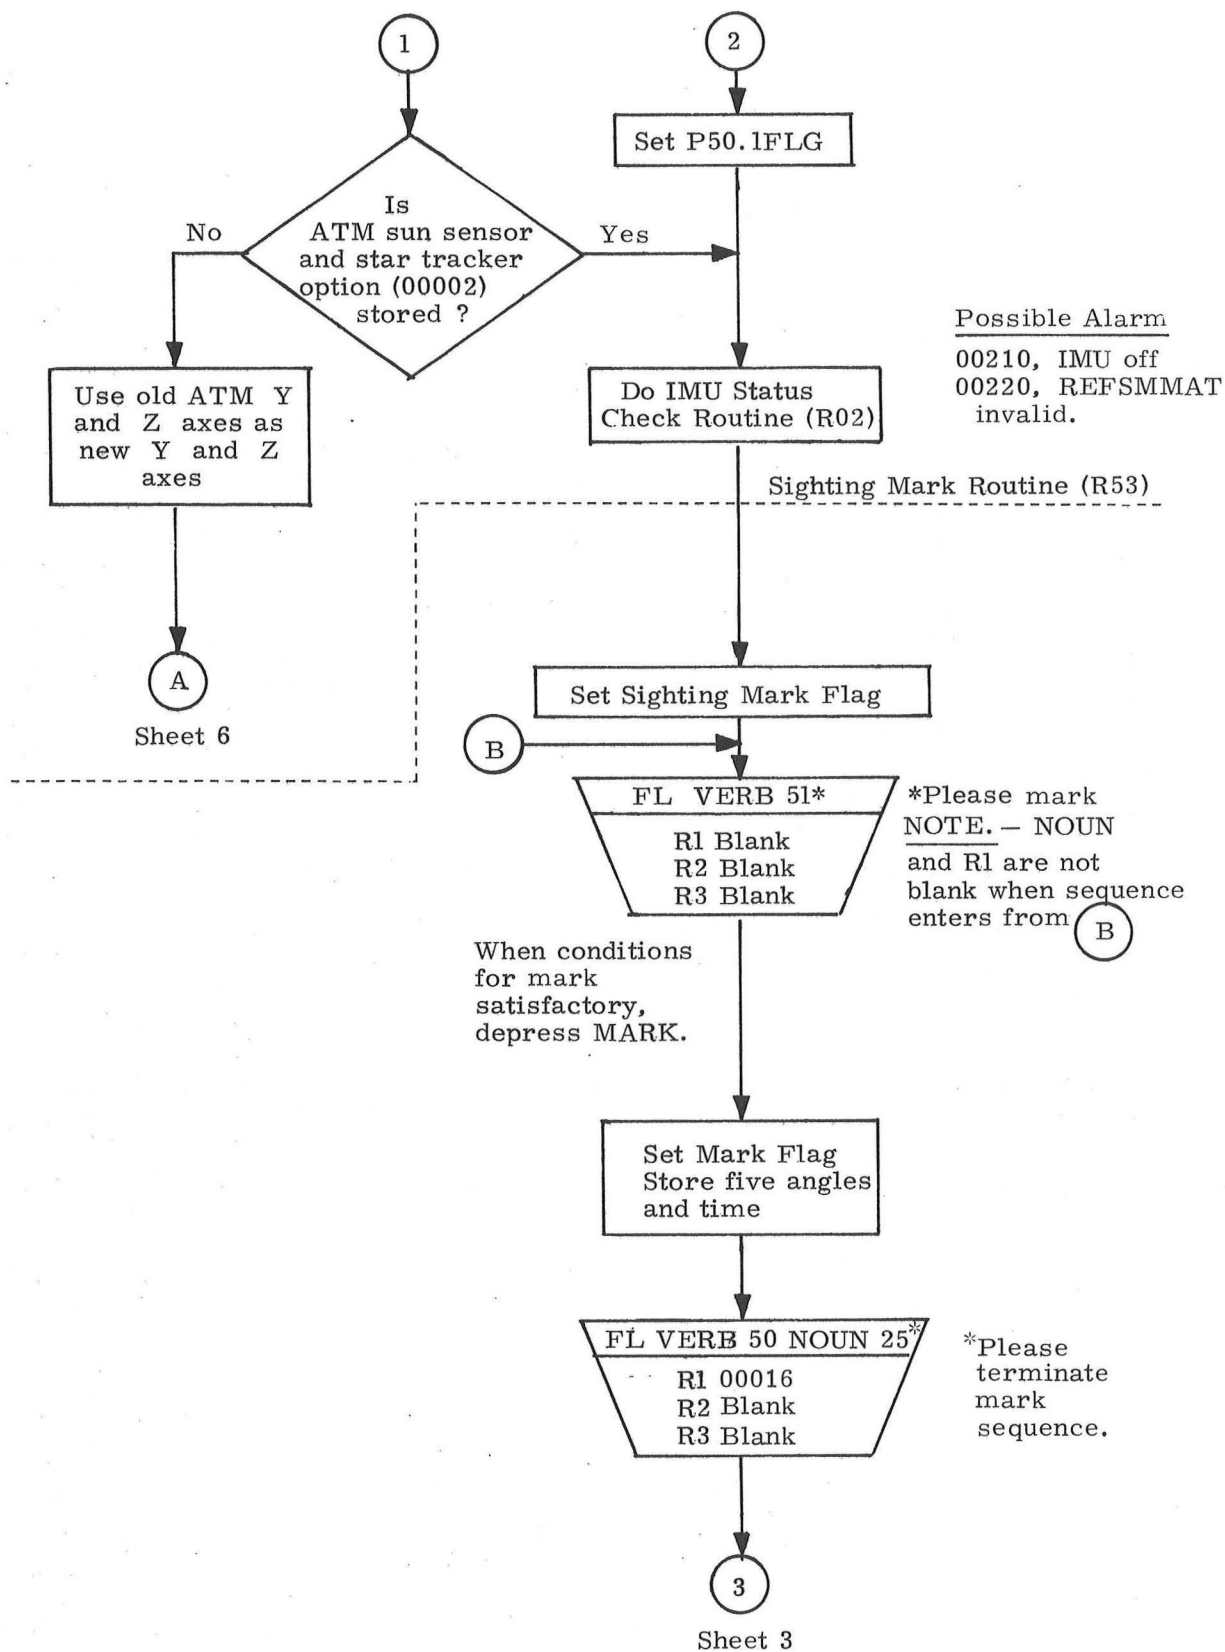 1
2
Set P50.1FLG
Is
ATM sun sensor
and star tracker
option (00002)
stored ?
No
Yes
Possible Alarm
00210, IMU off
00220, REFSMMAT
invalid.
Use old ATM Y
and Z axes as
new Y and Z
axes
Do IMU Status
Check Routine (R02)
Sighting Mark Routine (R53)
A
Sheet 6
Set Sighting Mark Flag
B
FL VERB 51*
R1 Blank
R2 Blank
R3 Blank
*Please mark
NOTE. — NOUN
and R1 are not
blank when sequence
enters from B
When conditions
for mark
satisfactory,
depress MARK.
Set Mark Flag
Store five angles
and time
FL VERB 50 NOUN 25*
R1 00016
R2 Blank
R3 Blank
*Please
terminate
mark
sequence.
3
Sheet 3